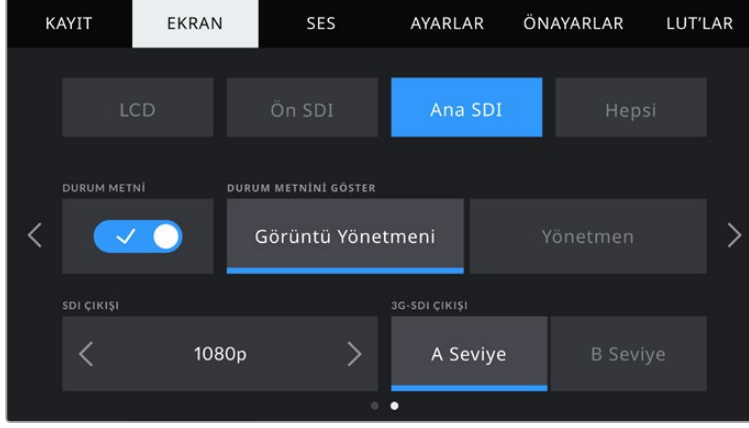 KAYIT EKRAN SES AYARLAR ÖNAYARLAR LUT'LAR
LCD Ön SDI Ana SDI Hepsi
DURUM METNİ DURUM METNİNİ GÖSTER
Görüntü Yönetmeni Yönetmen
SDI ÇIKIŞI 3G-SDI ÇIKIŞI
1080p A Seviye B Seviye